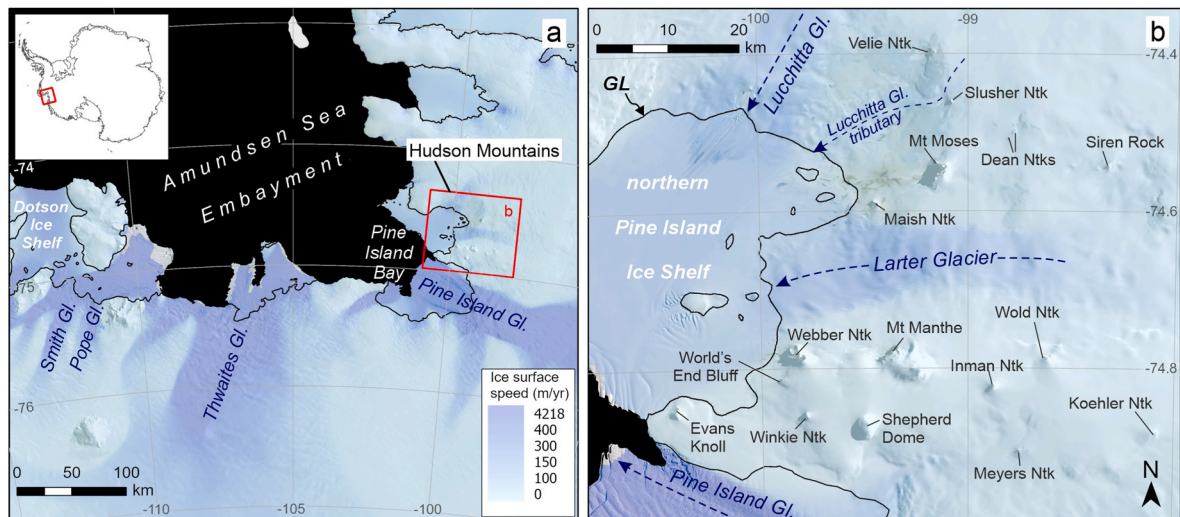 a
-74
Amundsen Sea
Embayment
Hudson Mountains
b
Dotson
Ice
Shelf
Pine
Island
Bay
-75
Pine Island Gl.
Smith Gl.
Pope Gl.
Thwaites Gl.
-76
Ice surface
speed (m/yr)
4218
400
300
150
100
0
0 50 100
km
-110
-105
-100
b
-100
-99
0 10 20
km
Lucchitta Gl.
Velie Ntk
-74.4
GL
Lucchitta Gl.
tributary
Slusher Ntk
Mt Moses
Dean Ntks
Siren Rock
northern
Pine Island
Ice Shelf
Maish Ntk
-74.6
Larter Glacier
Webber Ntk
Mt Manthe
Wold Ntk
World's
End Bluff
Inman Ntk
-74.8
Koehler Ntk
Evans
Knoll
Winkie Ntk
Shepherd
Dome
Meyers Ntk
Pine Island Gl.
N